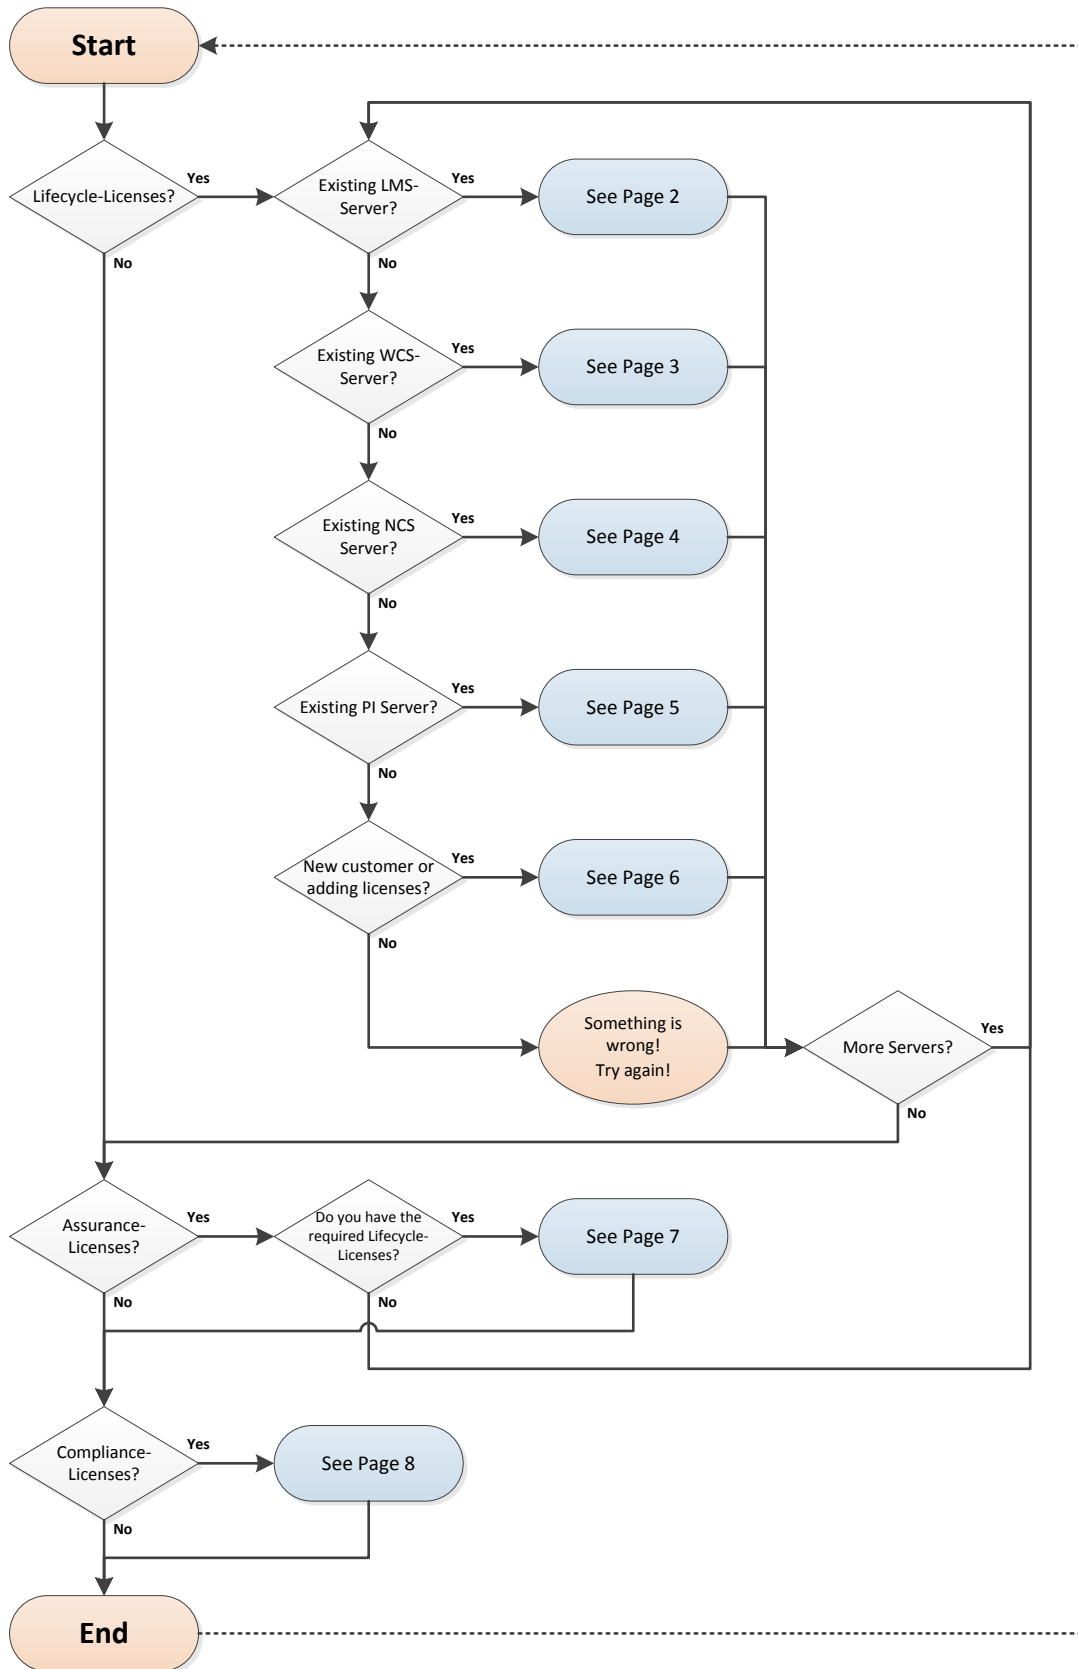 Start
Lifecycle-Licenses?
Yes
No
Existing LMS-
Server?
Yes
No
See Page 2
Existing WCS-
Server?
Yes
No
See Page 3
Existing NCS
Server?
Yes
No
See Page 4
Existing PI Server?
Yes
No
See Page 5
New customer or
adding licenses?
Yes
No
See Page 6
Something is
wrong!
Try again!
More Servers?
Yes
No
Assurance-
Licenses?
Yes
No
Do you have the
required Lifecycle-
Licenses?
Yes
No
See Page 7
Compliance-
Licenses?
Yes
No
See Page 8
End